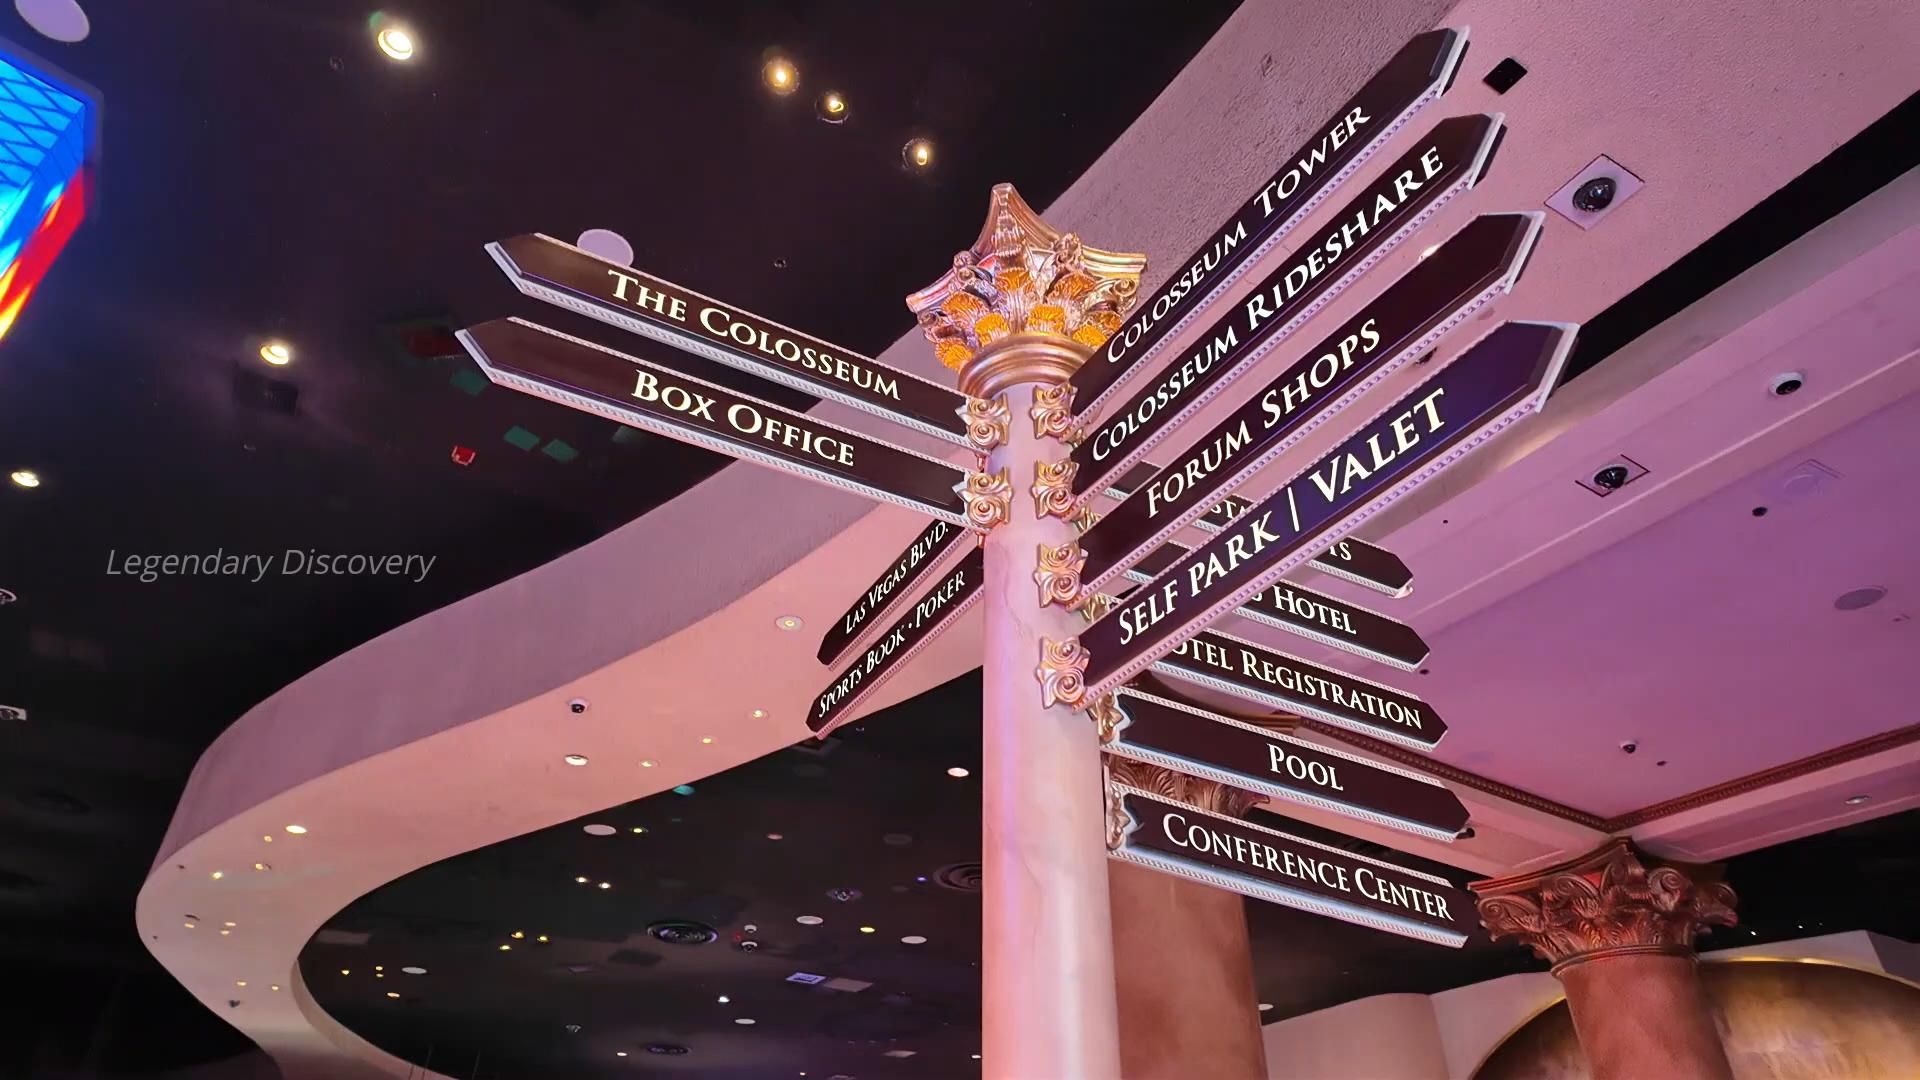 The Colosseum
Box Office
Las Vegas Blvd.
Sports Book • Poker
Colosseum Tower
Colosseum Rideshare
Forum Shops
Self Park | Valet
Hotel
Registration
Pool
Conference Center
Legendary Discovery